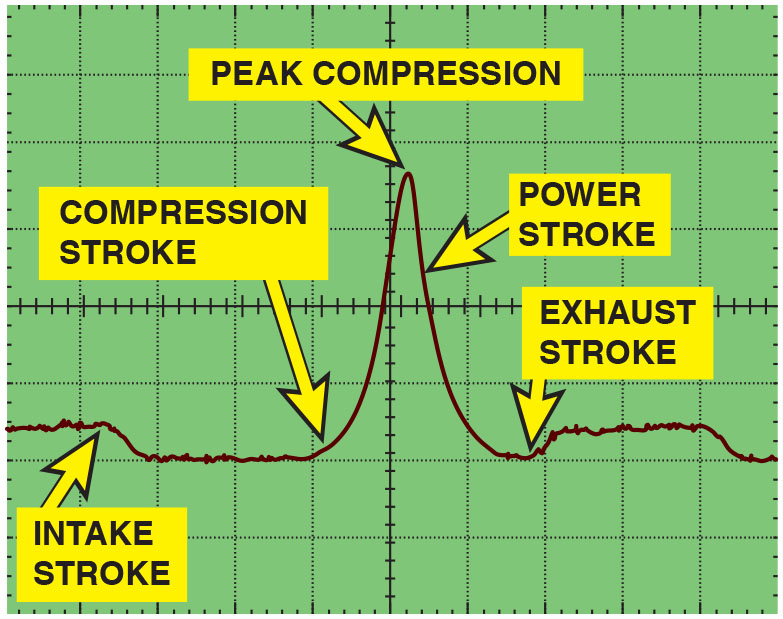 PEAK COMPRESSION
COMPRESSION
STROKE
POWER
STROKE
EXHAUST
STROKE
INTAKE
STROKE